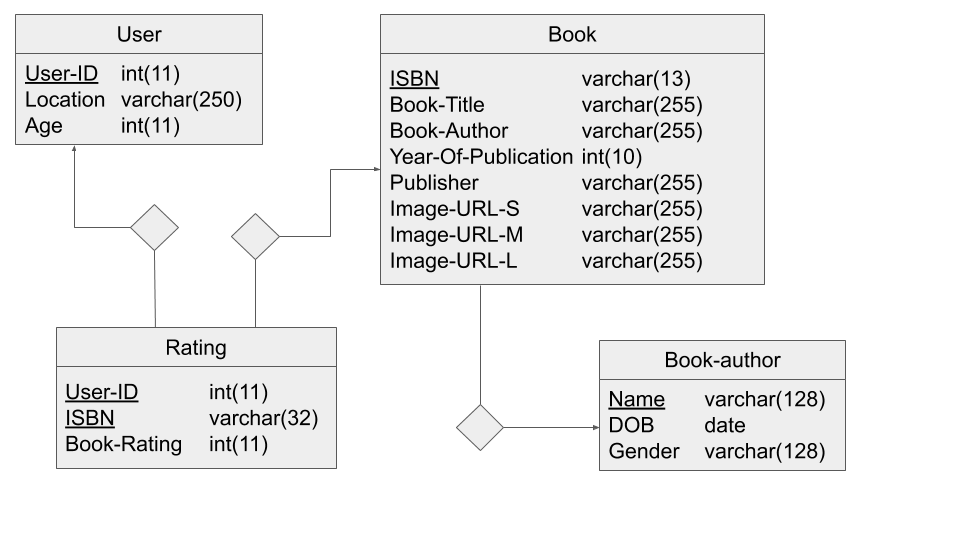 User
User-ID int(11)
Location varchar(250)
Age int(11)
Book
ISBN varchar(13)
Book-Title varchar(255)
Book-Author varchar(255)
Year-Of-Publication int(10)
Publisher varchar(255)
Image-URL-S varchar(255)
Image-URL-M varchar(255)
Image-URL-L varchar(255)
Rating
User-ID int(11)
ISBN varchar(32)
Book-Rating int(11)
Book-author
Name varchar(128)
DOB date
Gender varchar(128)